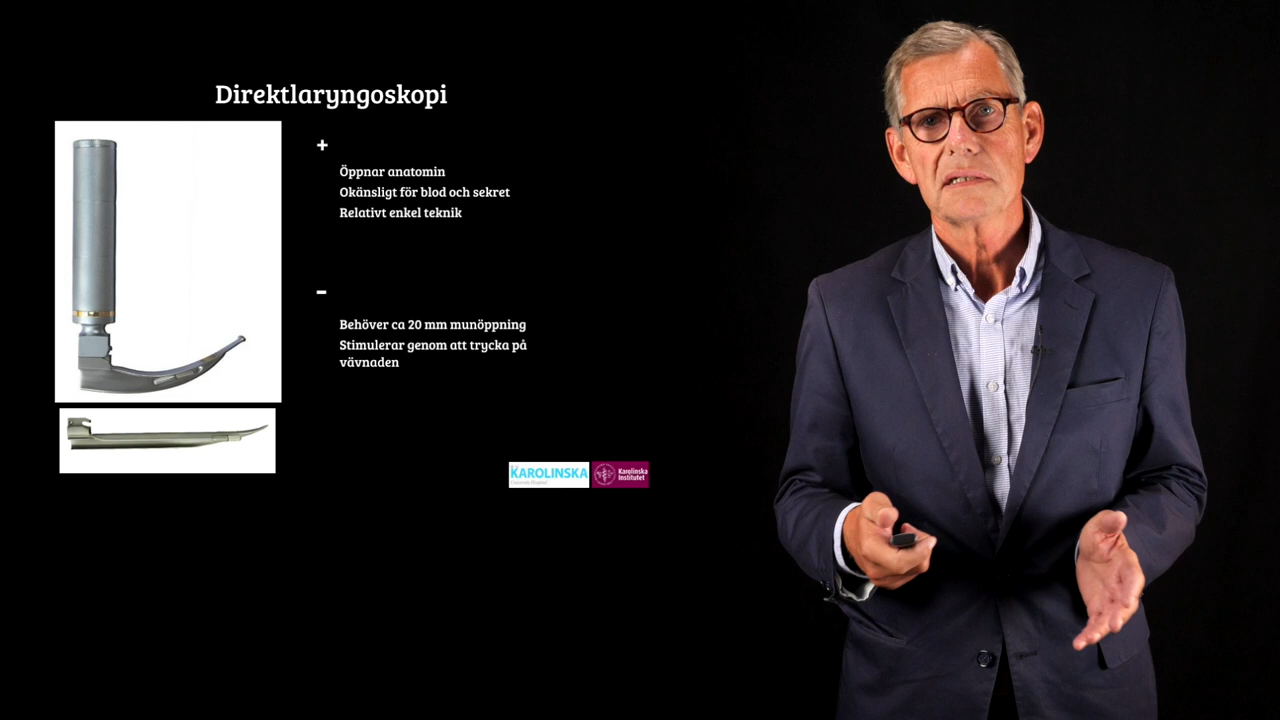 Direktlaryngoskopi
+
Öppnar anatomin
Okänsligt för blod och sekret
Relativt enkel teknik
-
Behöver ca 20 mm munöppning
Stimulerar genom att trycka på
vävnaden
KAROLINSKA
Karolinska
Institutet